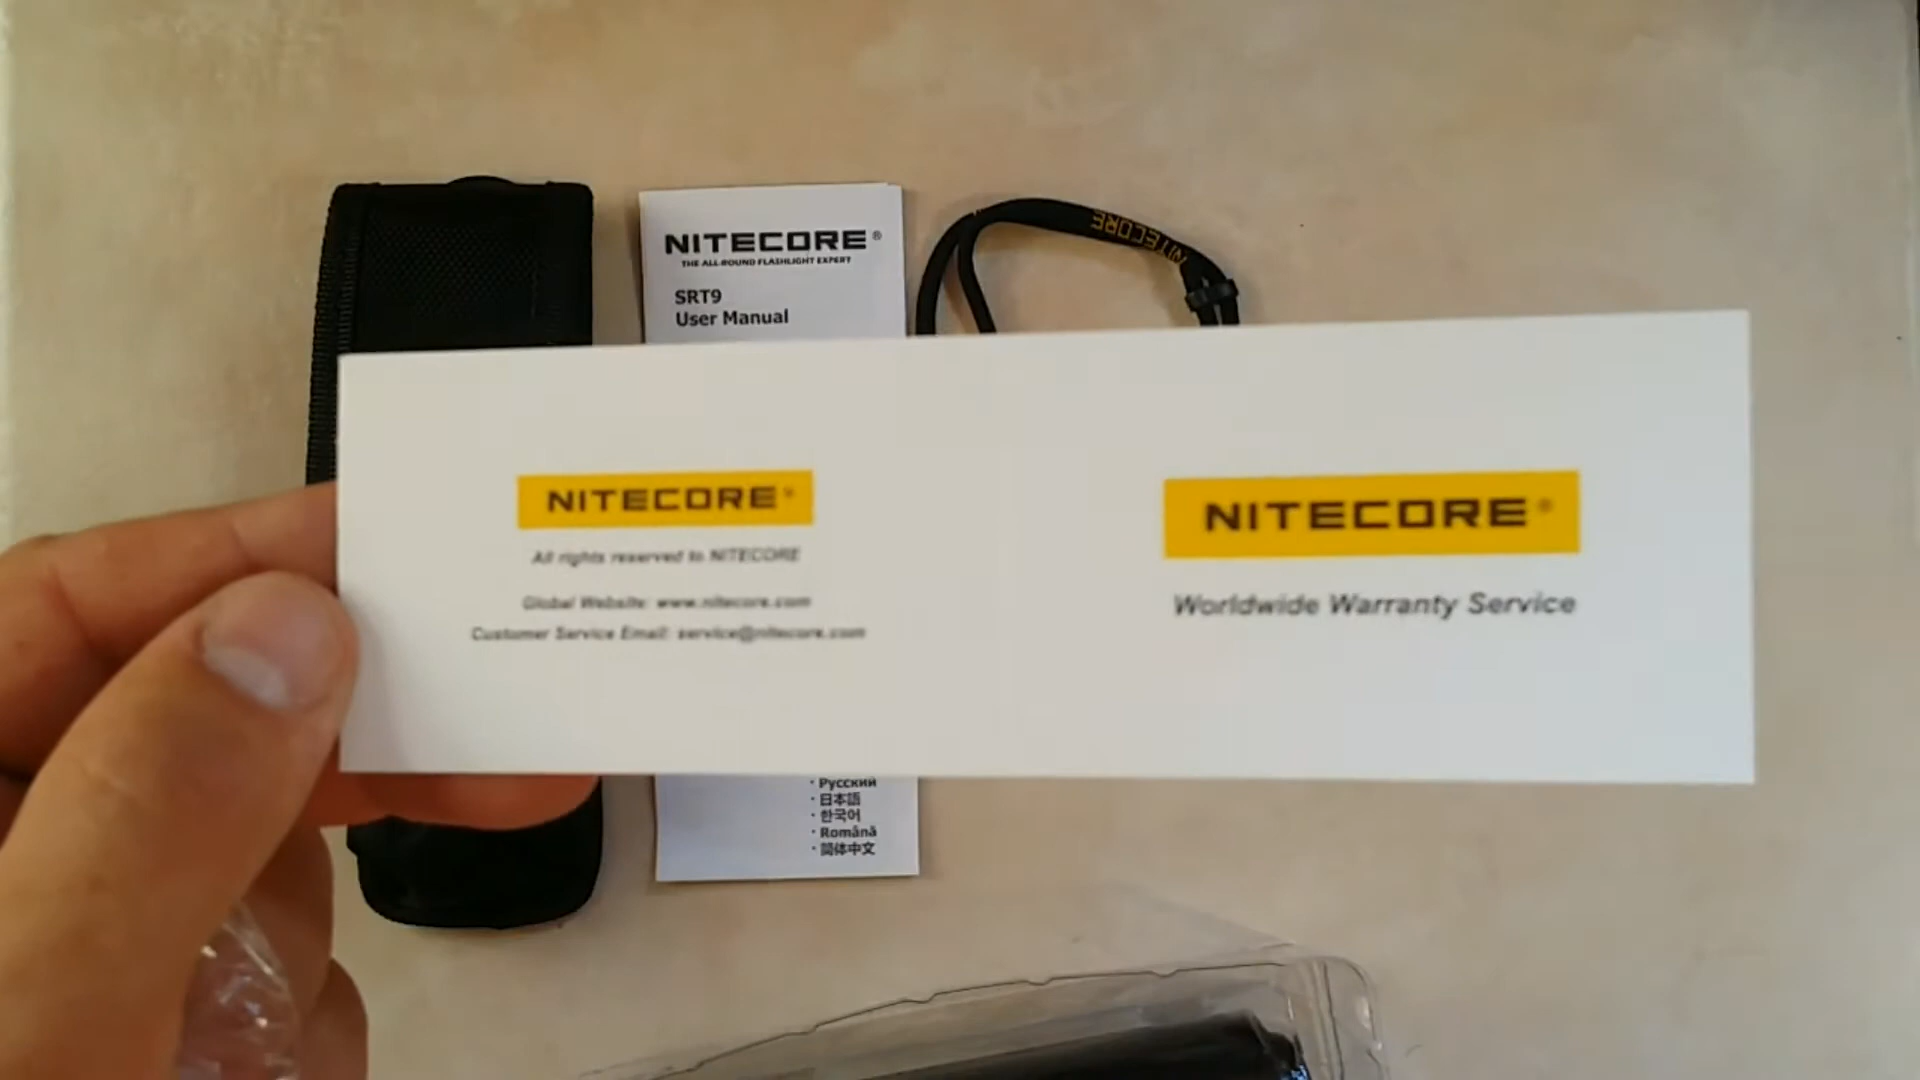 NITECORE®
THE ALL-ROUND FLASHLIGHT EXPERT
SRT9
User Manual
NITECORE
NITECORE®
All rights reserved to NITECORE
Global Website: www.nitecore.com
Customer Service Email: service@nitecore.com
NITECORE®
Worldwide Warranty Service
· Русский
· 日本語
· 한국어
· Română
· 简体中文